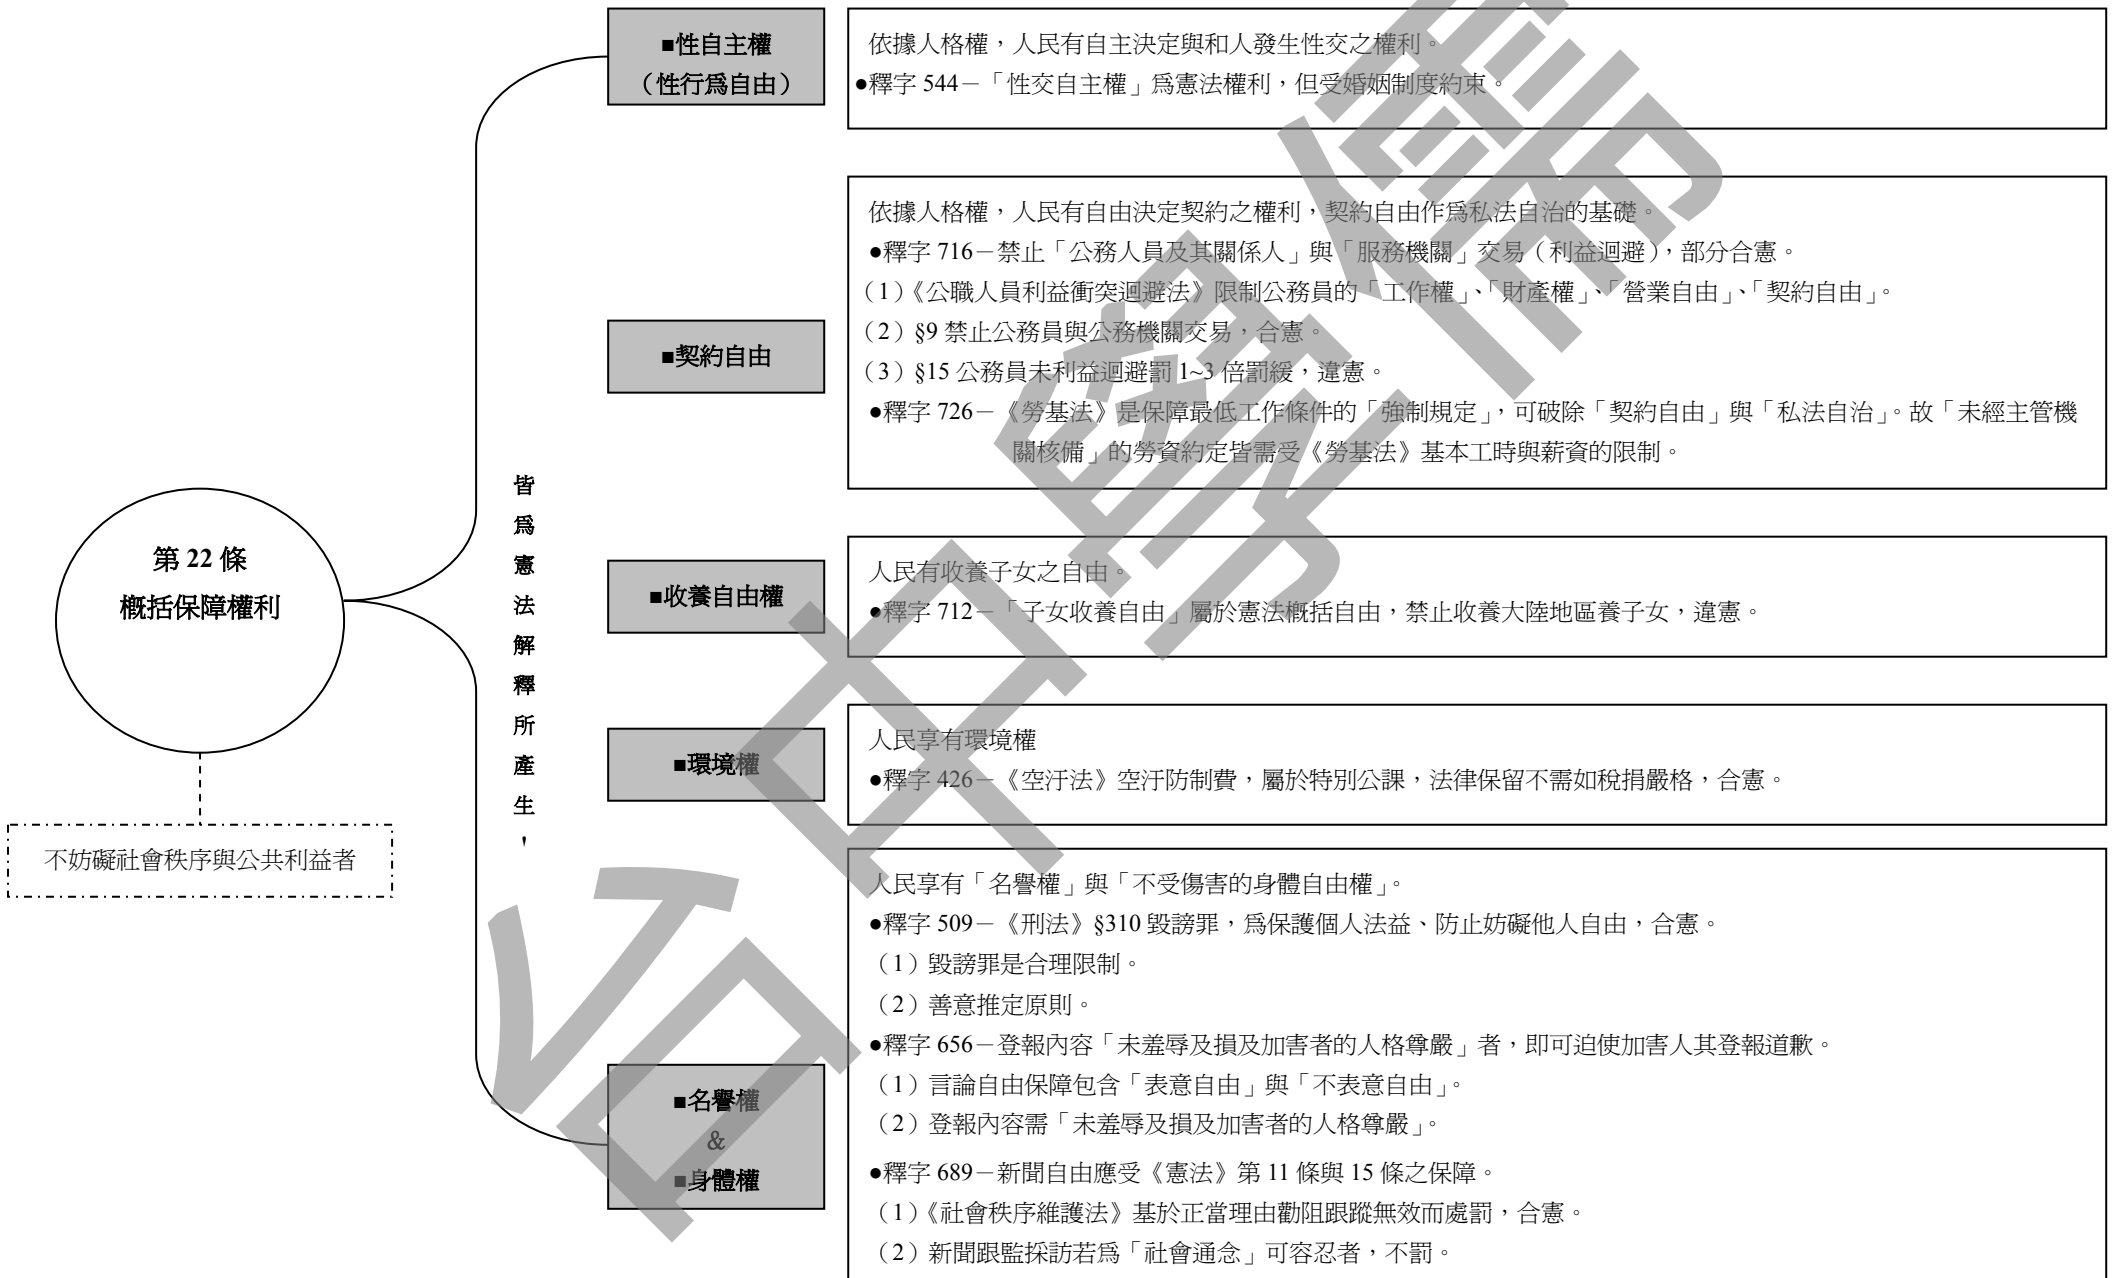 第 22 條
概括保障權利
不妨礙社會秩序與公共利益者
皆爲憲法解釋所產生，
■性自主權
（性行爲自由）
依據人格權，人民有自主決定與和人發生性交之權利。
●釋字 544－「性交自主權」爲憲法權利，但受婚姻制度約束。
■契約自由
依據人格權，人民有自由決定契約之權利，契約自由作爲私法自治的基礎。
●釋字 716－禁止「公務人員及其關係人」與「服務機關」交易（利益迴避），部分合憲。
（1）《公職人員利益衝突迴避法》限制公務員的「工作權」、「財產權」、「營業自由」、「契約自由」。
（2）§9 禁止公務員與公務機關交易，合憲。
（3）§15 公務員未利益迴避罰 1~3 倍罰緩，違憲。
●釋字 726－《勞基法》是保障最低工作條件的「強制規定」，可破除「契約自由」與「私法自治」。故「未經主管機
關核備」的勞資約定皆需受《勞基法》基本工時與薪資的限制。
■收養自由權
人民有收養子女之自由。
●釋字 712－「子女收養自由」屬於憲法概括自由，禁止收養大陸地區養子女，違憲。
■環境權
人民享有環境權
●釋字 426－《空汙法》空汙防制費，屬於特別公課，法律保留不需如稅捐嚴格，合憲。
■名譽權
&
■身體權
人民享有「名譽權」與「不受傷害的身體自由權」。
●釋字 509－《刑法》§310 毀謗罪，爲保護個人法益、防止妨礙他人自由，合憲。
（1）毀謗罪是合理限制。
（2）善意推定原則。
●釋字 656－登報內容「未羞辱及損及加害者的人格尊嚴」者，即可迫使加害人其登報道歉。
（1）言論自由保障包含「表意自由」與「不表意自由」。
（2）登報內容需「未羞辱及損及加害者的人格尊嚴」。
●釋字 689－新聞自由應受《憲法》第 11 條與 15 條之保障。
（1）《社會秩序維護法》基於正當理由勸阻跟蹤無效而處罰，合憲。
（2）新聞跟監採訪若爲「社會通念」可容忍者，不罰。
台中學儒